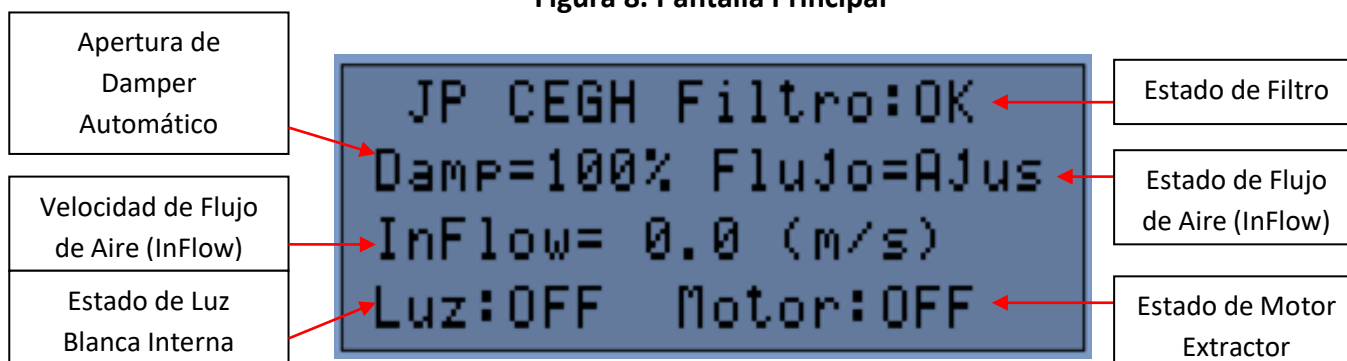 Figura 8. Pantalla Principal
Apertura de
Damper
Automático
Velocidad de Flujo
de Aire (InFlow)
Estado de Luz
Blanca Interna
JP CEGH Filtro:OK
Damp=100% FluJo=AJus
InFlow= 0.0 (m/s)
Luz:OFF Motor:OFF
Estado de Filtro
Estado de Flujo
de Aire (InFlow)
Estado de Motor
Extractor